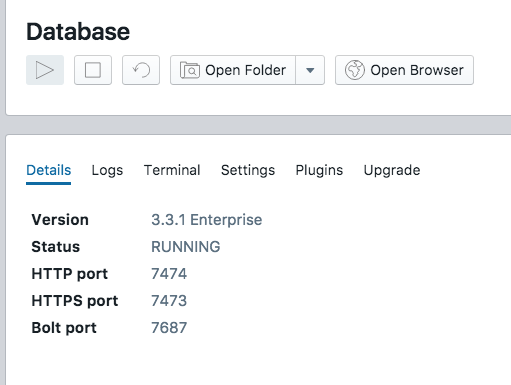 Database
Open Folder Open Browser
Details Logs Terminal Settings Plugins Upgrade
Version 3.3.1 Enterprise
Status RUNNING
HTTP port 7474
HTTPS port 7473
Bolt port 7687